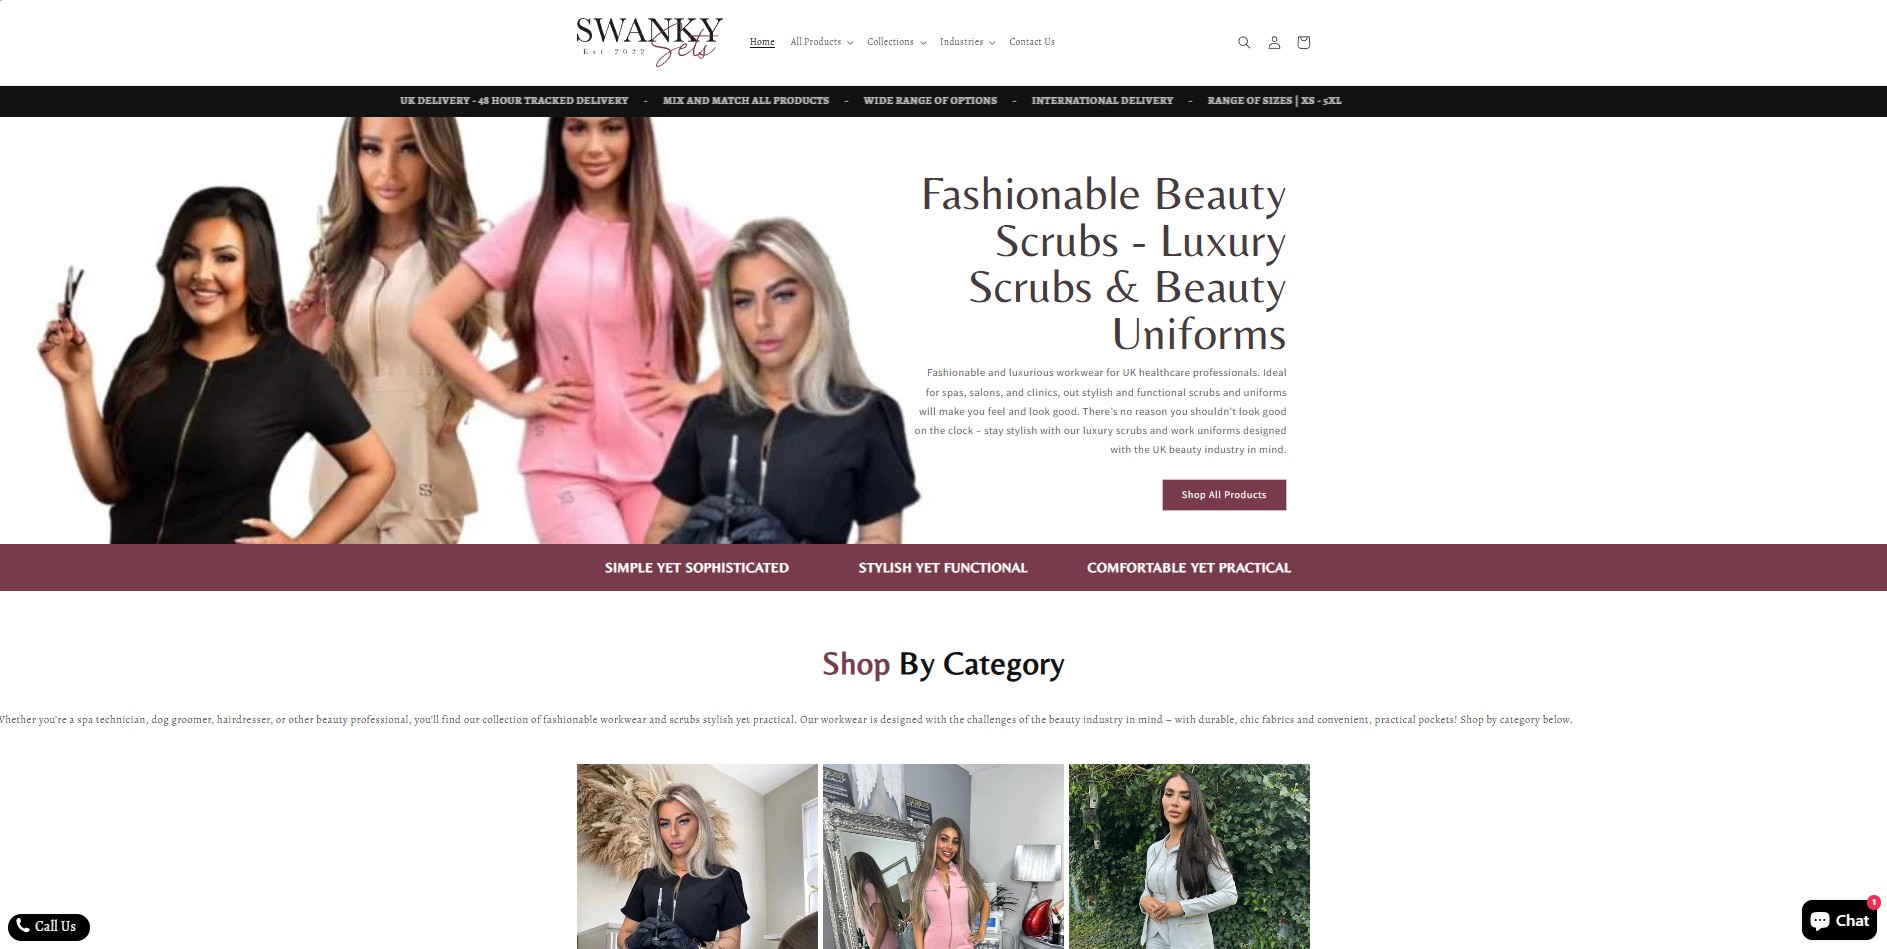 SWANKY
Sets
Est 2022
Home All Products Collections Industries Contact Us
UK DELIVERY - 48 HOUR TRACKED DELIVERY - MIX AND MATCH ALL PRODUCTS - WIDE RANGE OF OPTIONS - INTERNATIONAL DELIVERY - RANGE OF SIZES | XS - 5XL
Fashionable Beauty
Scrubs - Luxury
Scrubs & Beauty
Uniforms
Fashionable and luxurious workwear for UK healthcare professionals. Ideal
for spas, salons, and clinics, out stylish and functional scrubs and uniforms
will make you feel and look good. There's no reason you shouldn't look good
on the clock – stay stylish with our luxury scrubs and work uniforms designed
with the UK beauty industry in mind.
Shop All Products
SIMPLE YET SOPHISTICATED STYLISH YET FUNCTIONAL COMFORTABLE YET PRACTICAL
Shop By Category
Whether you're a spa technician, dog groomer, hairdresser, or other beauty professional, you'll find our collection of fashionable workwear and scrubs stylish yet practical. Our workwear is designed with the challenges of the beauty industry in mind – with durable, chic fabrics and convenient, practical pockets! Shop by category below.
Call Us
Chat
1